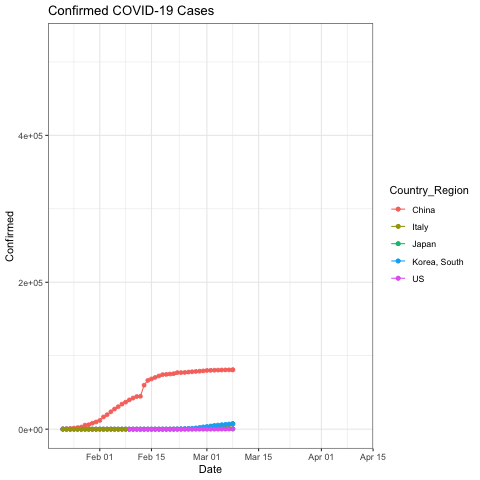 Confirmed COVID-19 Cases
4e+05
2e+05
0e+00
Confirmed
Feb 01
Feb 15
Mar 01
Mar 15
Apr 01
Apr 15
Date
Country_Region
China
Italy
Japan
Korea, South
US